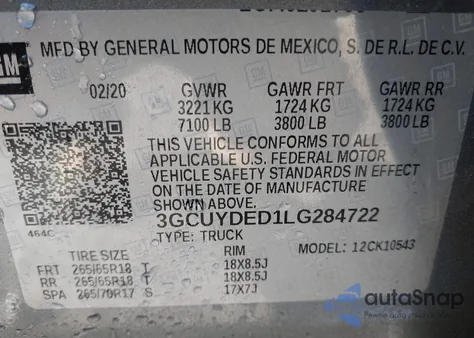 MFD BY GENERAL MOTORS DE MEXICO, S. DE R.L. DE C.V.
GM
02/20 GVWR GAWR FRT GAWR RR
3221 KG 1724 KG 1724 KG
7100 LB 3800 LB 3800 LB
THIS VEHICLE CONFORMS TO ALL
APPLICABLE U.S. FEDERAL MOTOR
VEHICLE SAFETY STANDARDS IN EFFECT
ON THE DATE OF MANUFACTURE
SHOWN ABOVE.
3GCUYDED1LG284722
464C
TYPE: TRUCK MODEL: 12CK10543
TIRE SIZE RIM
FRT 265/65R18 T 18X8.5J
RR 265/65R18 T 18X8.5J
SPA 265/70R17 S 17X7J
autoSnap